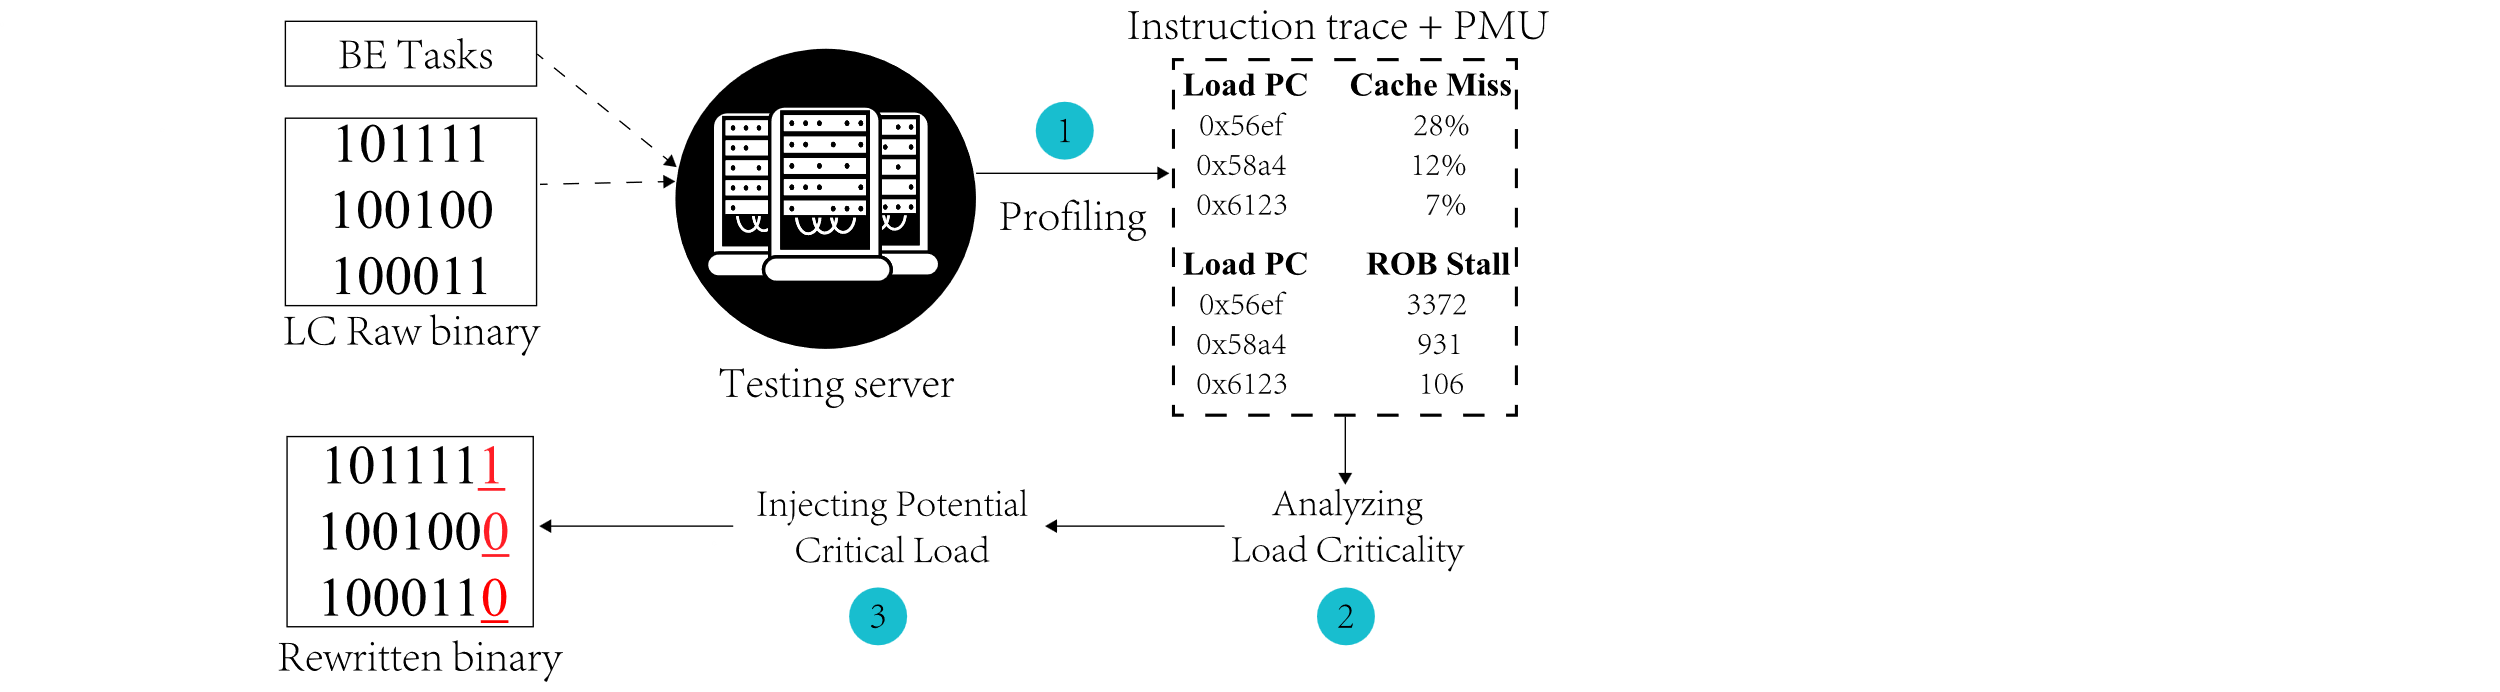 BE Tasks
101111
100100
100011
LC Raw binary
Testing server
1
Profiling
Instruction trace + PMU
Load PC Cache Miss
0x56ef 28%
0x58a4 12%
0x6123 7%
Load PC ROB Stall
0x56ef 3372
0x58a4 931
0x6123 106
Analyzing
Load Criticality
2
Injecting Potential
Critical Load
3
1011111
1001000
1000110
Rewritten binary